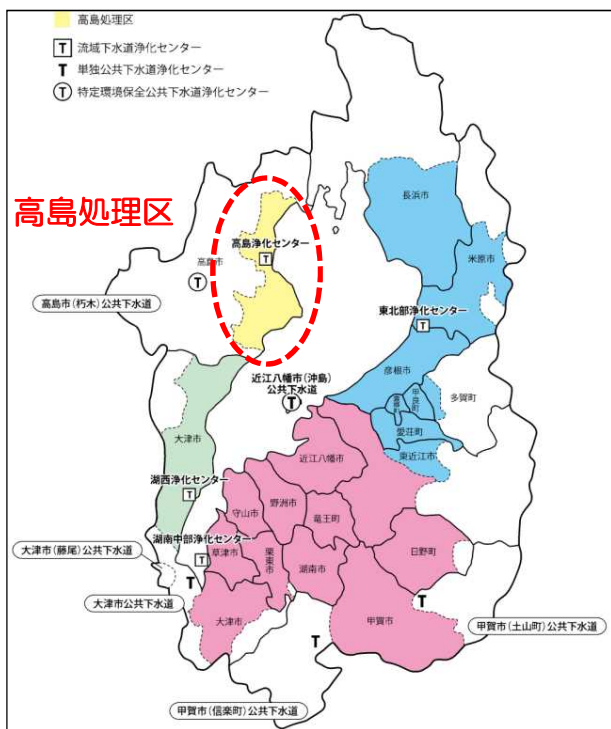 高島処理区
T 流域下水道浄化センター
T 単独公共下水道浄化センター
T 特定環境保全公共下水道浄化センター
高島処理区
長浜市
高島浄化センター
T
高島市
T
米原市
高島市(朽木)公共下水道
東北部浄化センター
T
彦根市
近江八幡市(沖島)
公共下水道
T
豊郷町
甲良町
多賀町
愛荘町
大津市
東近江市
近江八幡市
湖西浄化センター
T
守山市
野洲市
竜王町
湖南中部浄化センター
T
草津市
栗東市
湖南市
日野町
大津市(藤尾)公共下水道
T
大津市公共下水道
大津市
甲賀市
T
甲賀市(土山町)公共下水道
T
甲賀市(信楽町)公共下水道